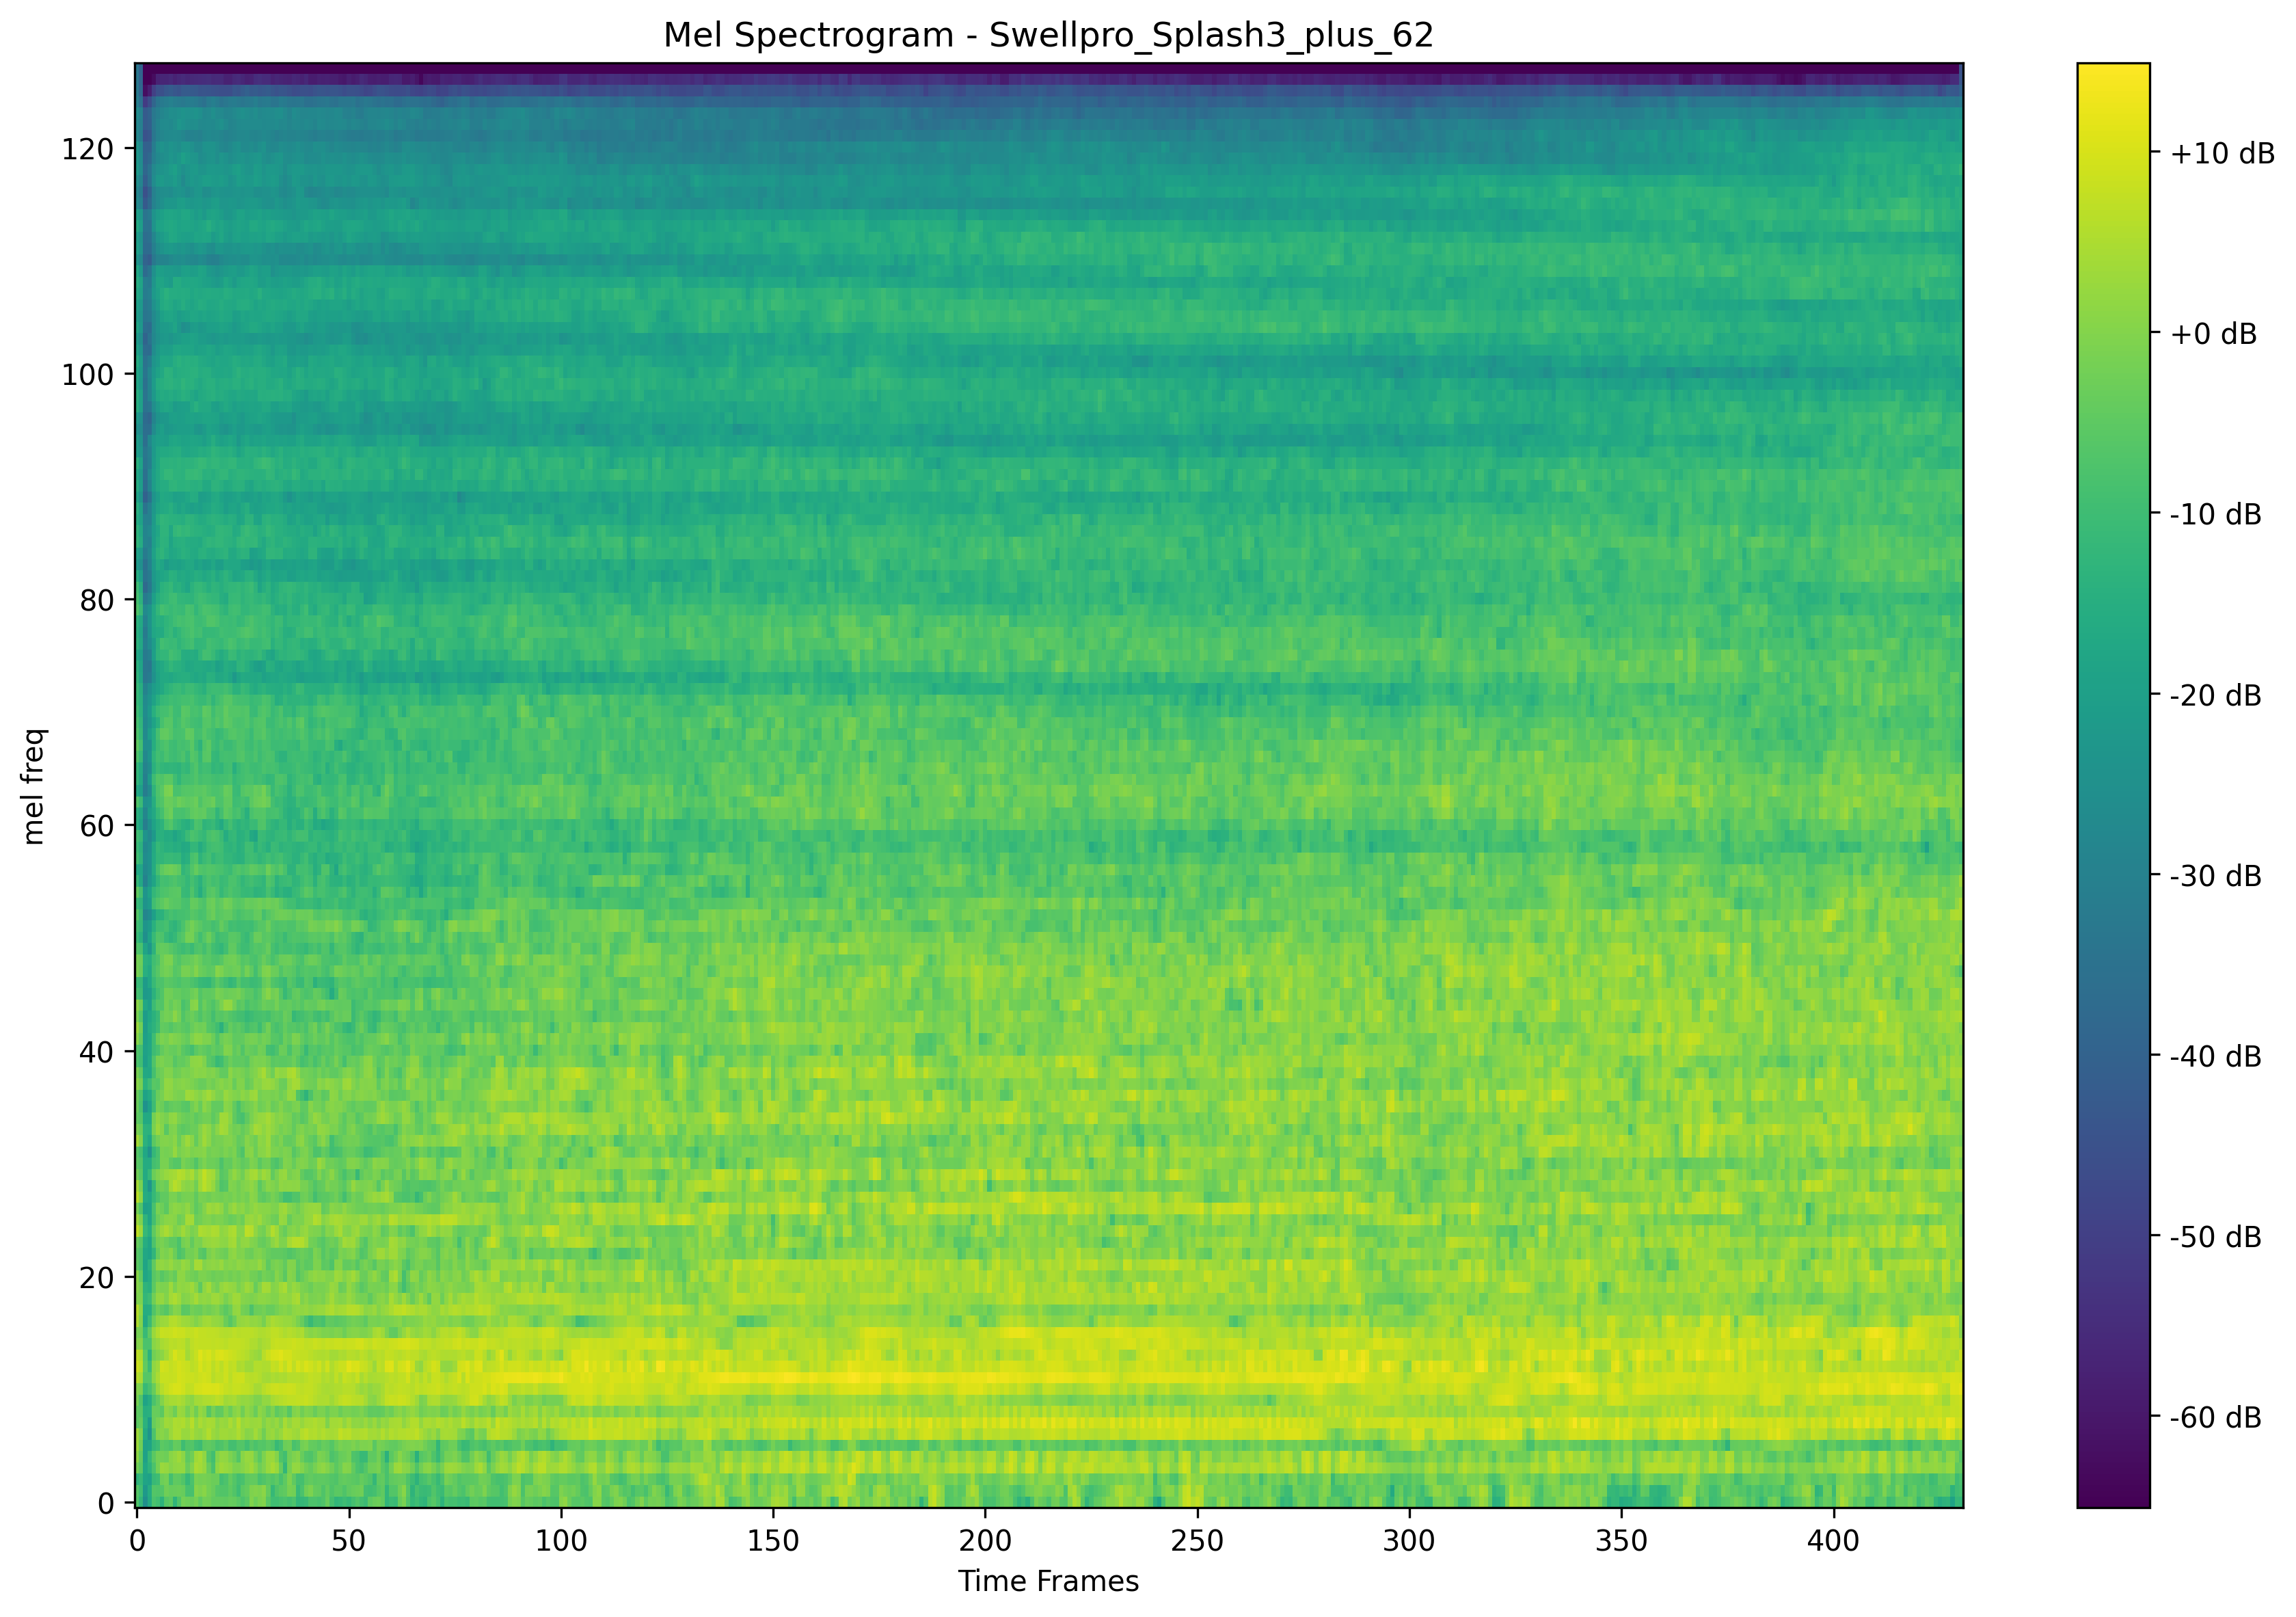 Mel Spectrogram - Swellpro_Splash3_plus_62
mel freq
120
100
80
60
40
20
0
0 50 100 150 200 250 300 350 400
Time Frames
+10 dB
+0 dB
-10 dB
-20 dB
-30 dB
-40 dB
-50 dB
-60 dB